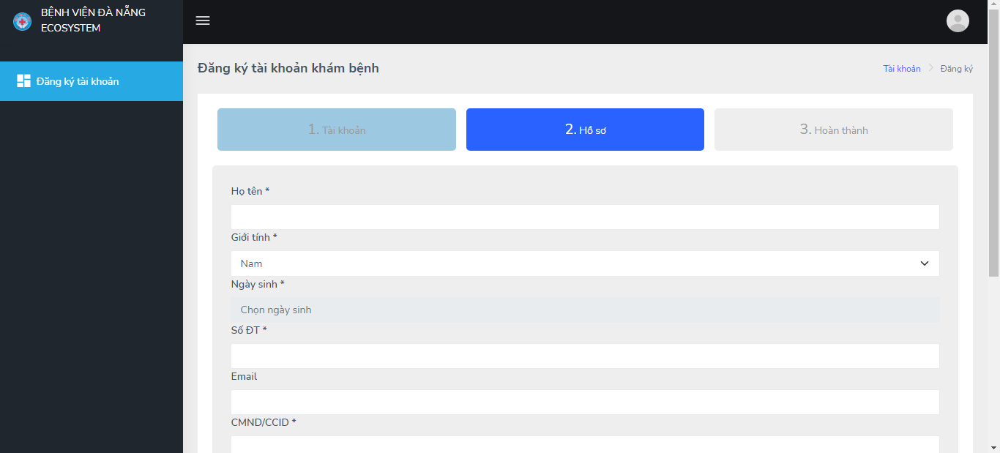 BỆNH VIỆN ĐÀ NẴNG
ECOSYSTEM
Đăng ký tài khoản
Đăng ký tài khoản khám bệnh
Tài khoản > Đăng ký
1. Tài khoản
2. Hồ sơ
3. Hoàn thành
Họ tên *
Giới tính *
Nam
Ngày sinh *
Chọn ngày sinh
Số ĐT *
Email
CMND/CCID *